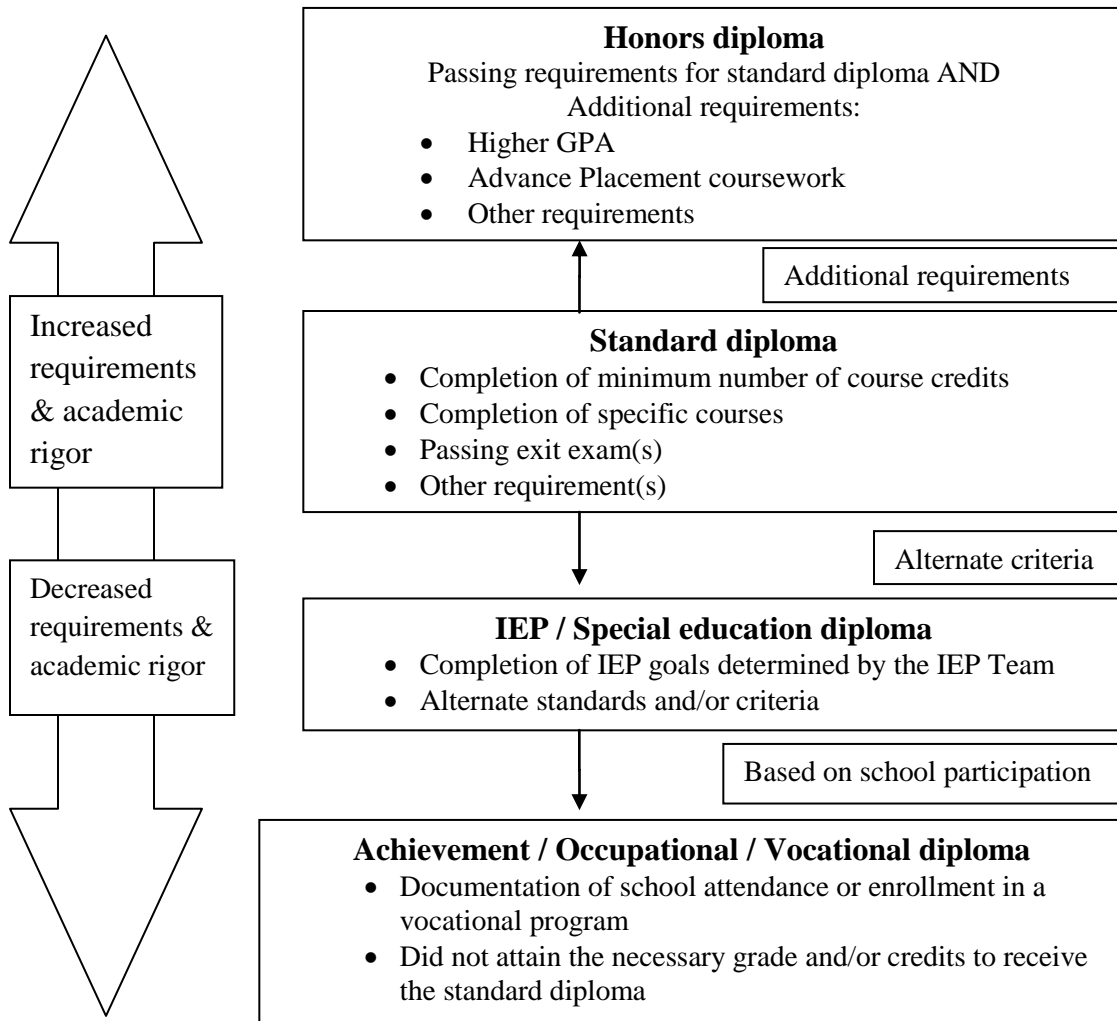 Honors diploma
Passing requirements for standard diploma AND
Additional requirements:
• Higher GPA
• Advance Placement coursework
• Other requirements
Additional requirements
Increased
requirements
& academic
rigor
Standard diploma
• Completion of minimum number of course credits
• Completion of specific courses
• Passing exit exam(s)
• Other requirement(s)
Alternate criteria
Decreased
requirements &
academic rigor
IEP / Special education diploma
• Completion of IEP goals determined by the IEP Team
• Alternate standards and/or criteria
Based on school participation
Achievement / Occupational / Vocational diploma
• Documentation of school attendance or enrollment in a
vocational program
• Did not attain the necessary grade and/or credits to receive
the standard diploma